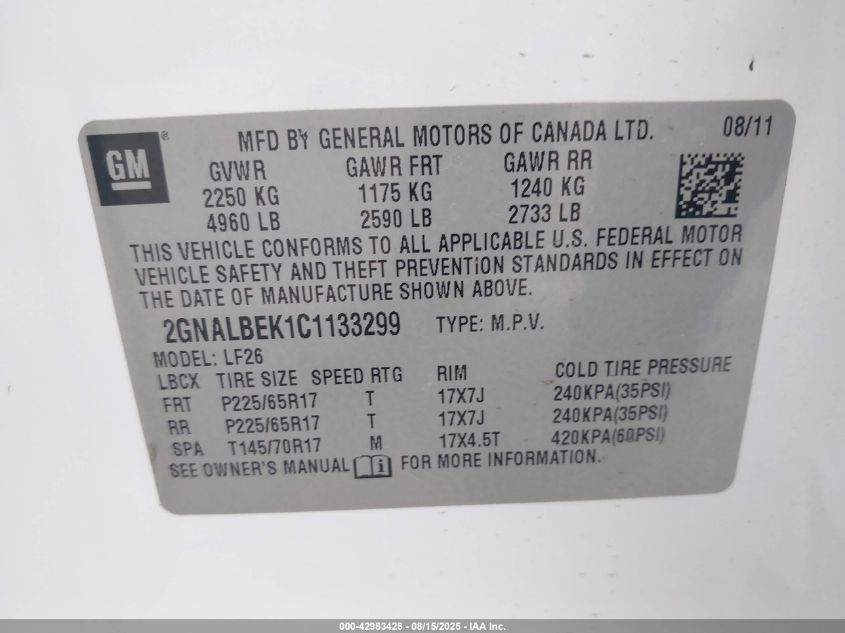 GM ®
MFD BY GENERAL MOTORS OF CANADA LTD. 08/11
GVWR GAWR FRT GAWR RR
2250 KG 1175 KG 1240 KG
4960 LB 2590 LB 2733 LB
THIS VEHICLE CONFORMS TO ALL APPLICABLE U.S. FEDERAL MOTOR
VEHICLE SAFETY AND THEFT PREVENTION STANDARDS IN EFFECT ON
THE DATE OF MANUFACTURE SHOWN ABOVE.
2GNALBEK1C1133299 TYPE: M.P.V.
MODEL: LF26
LBCX TIRE SIZE SPEED RTG RIM COLD TIRE PRESSURE
FRT P225/65R17 T 17X7J 240KPA(35PSI)
RR P225/65R17 T 17X7J 240KPA(35PSI)
SPA T145/70R17 M 17X4.5T 420KPA(60PSI)
SEE OWNER'S MANUAL FOR MORE INFORMATION.
000-42983428 - 08/15/2025 - IAA Inc.